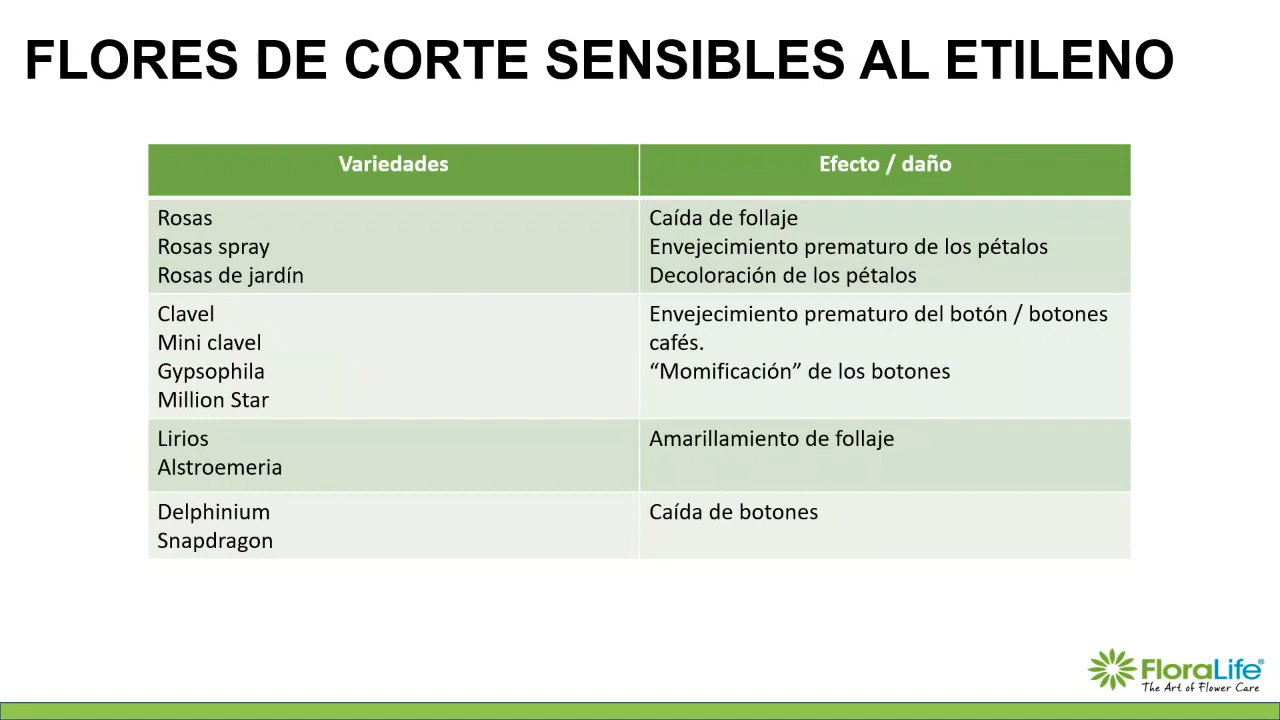 FLORES DE CORTE SENSIBLES AL ETILENO
Variedades
Efecto / daño
Rosas
Rosas spray
Rosas de jardín
Caída de follaje
Envejecimiento prematuro de los pétalos
Decoloración de los pétalos
Clavel
Mini clavel
Gypsophila
Million Star
Envejecimiento prematuro del botón / botones
cafés.
“Momificación” de los botones
Lirios
Alstroemeria
Amarillamiento de follaje
Delphinium
Snapdragon
Caída de botones
FloraLife®
The Art of Flower Care